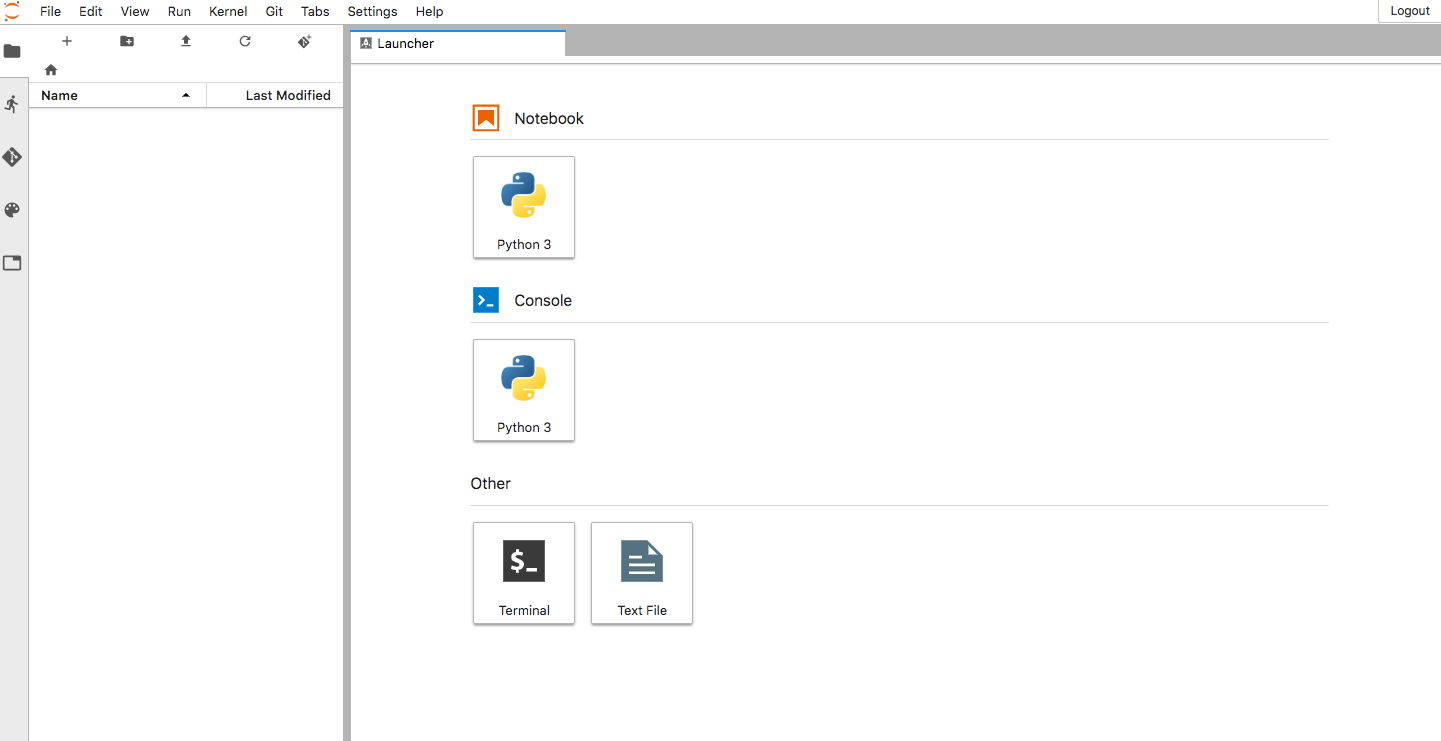 File Edit View Run Kernel Git Tabs Settings Help Logout
Launcher
Name Last Modified
Notebook
Python 3
Console
Python 3
Other
$_
Terminal Text File